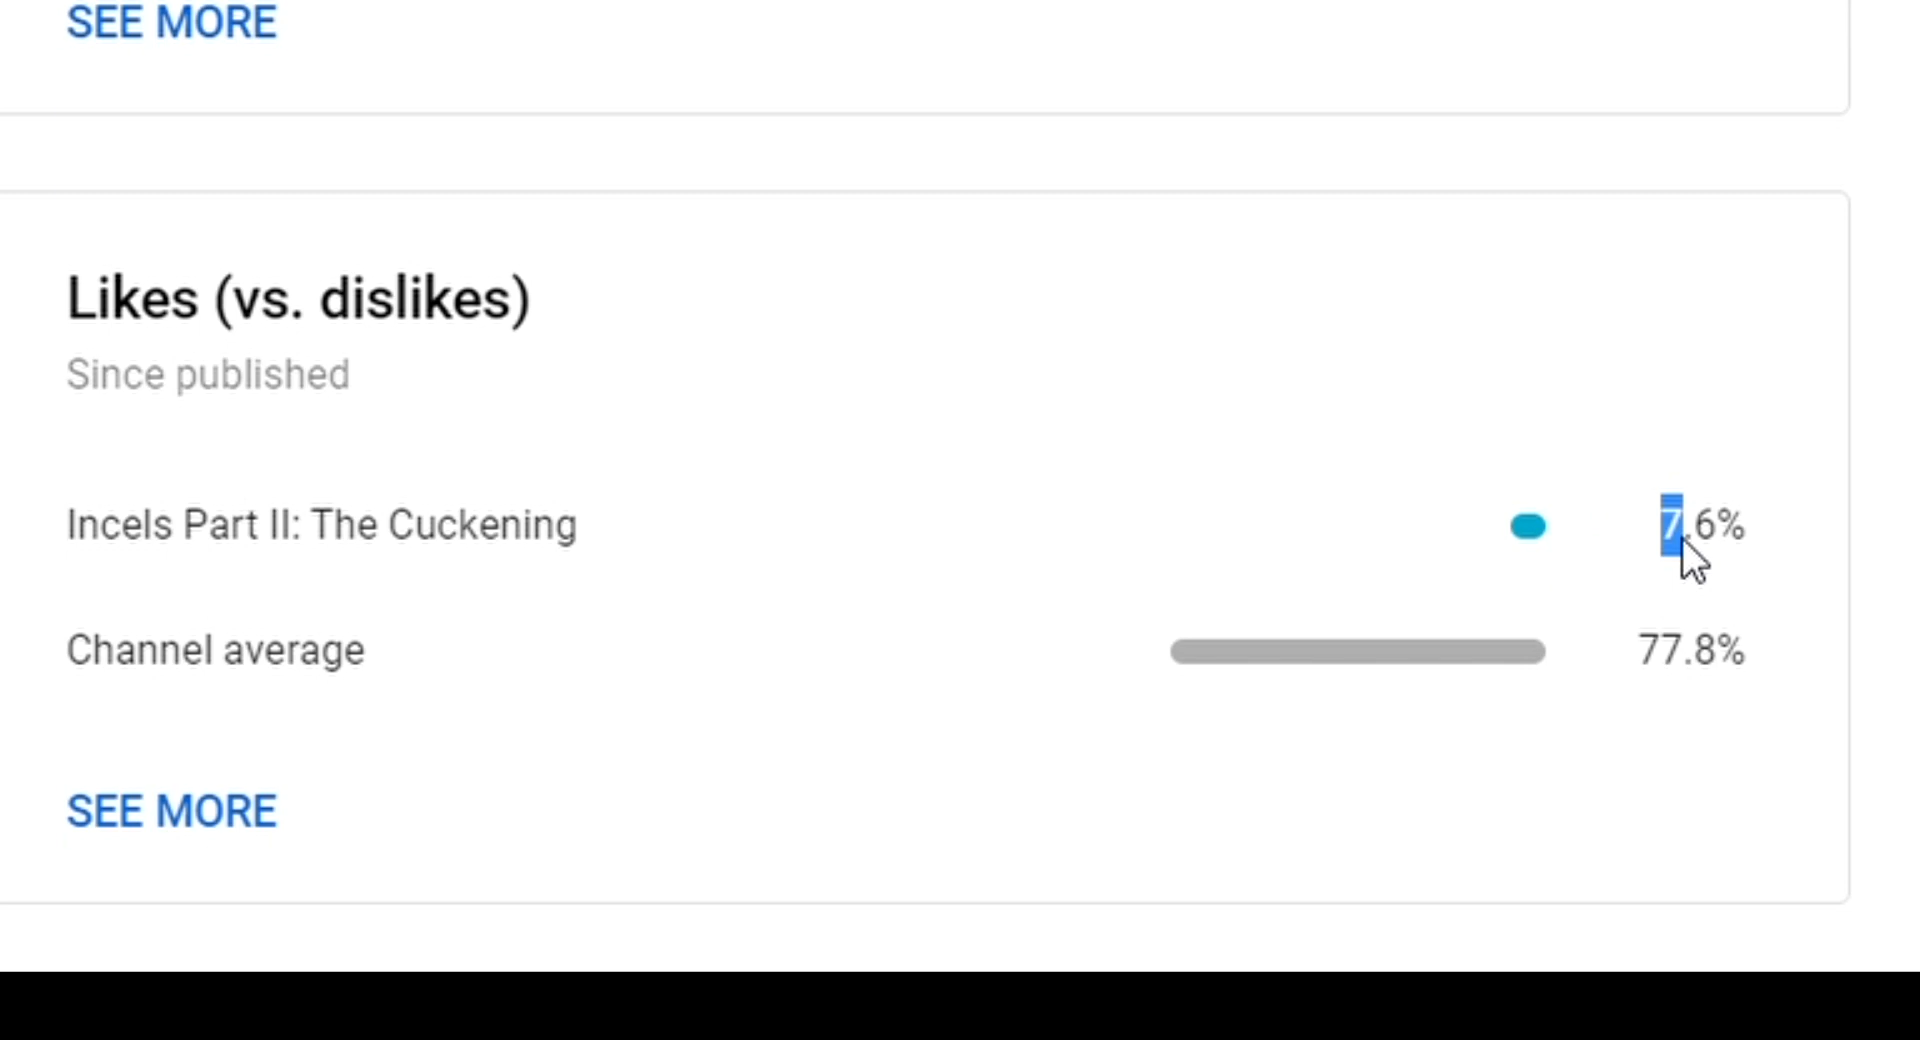 SEE MORE
Likes (vs. dislikes)
Since published
Incels Part II: The Cuckening 7.6%
Channel average 77.8%
SEE MORE